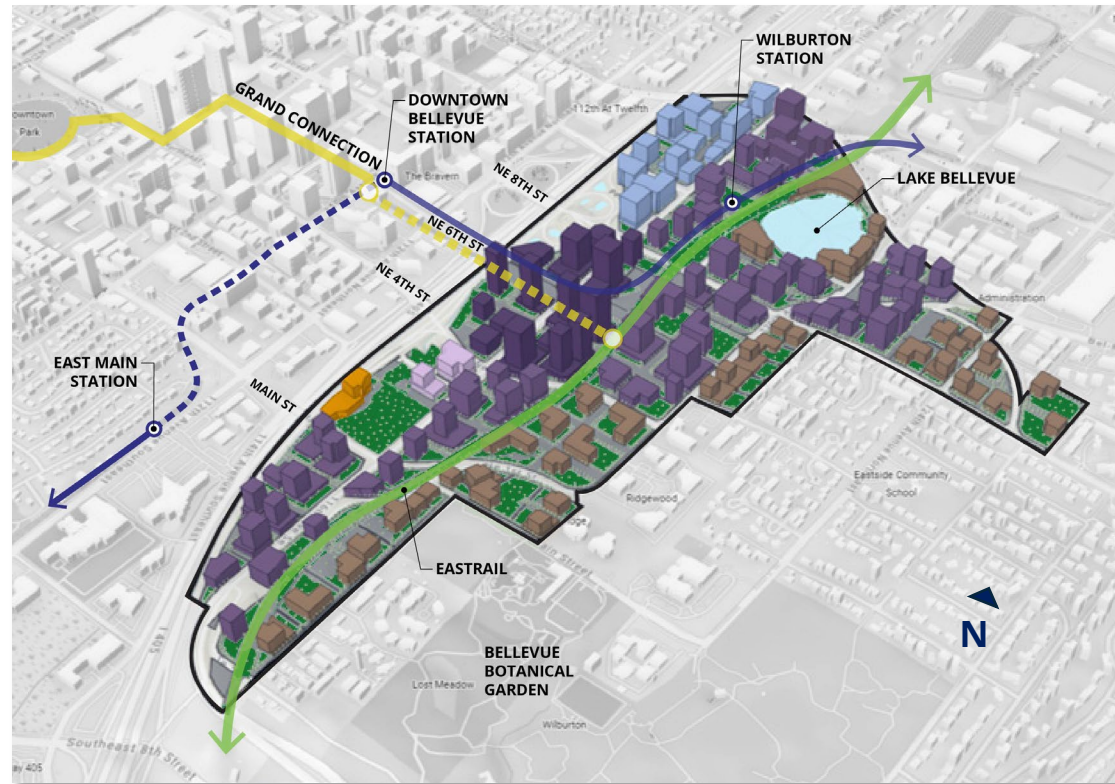 WILBURTON
STATION
GRAND CONNECTION
DOWNTOWN
BELLEVUE
STATION
112th At Twelfth
owntown
Park
The Bravern
NE 8TH ST
LAKE BELLEVUE
NE 6TH ST
NE 4TH ST
Administration
EAST MAIN
STATION
MAIN ST
Eastside Community
School
Ridgewood
EASTRAIL
I 405
BELLEVUE
BOTANICAL
GARDEN
Lost Meadow
Wilburton
N
Southeast 8th Street
ay 405